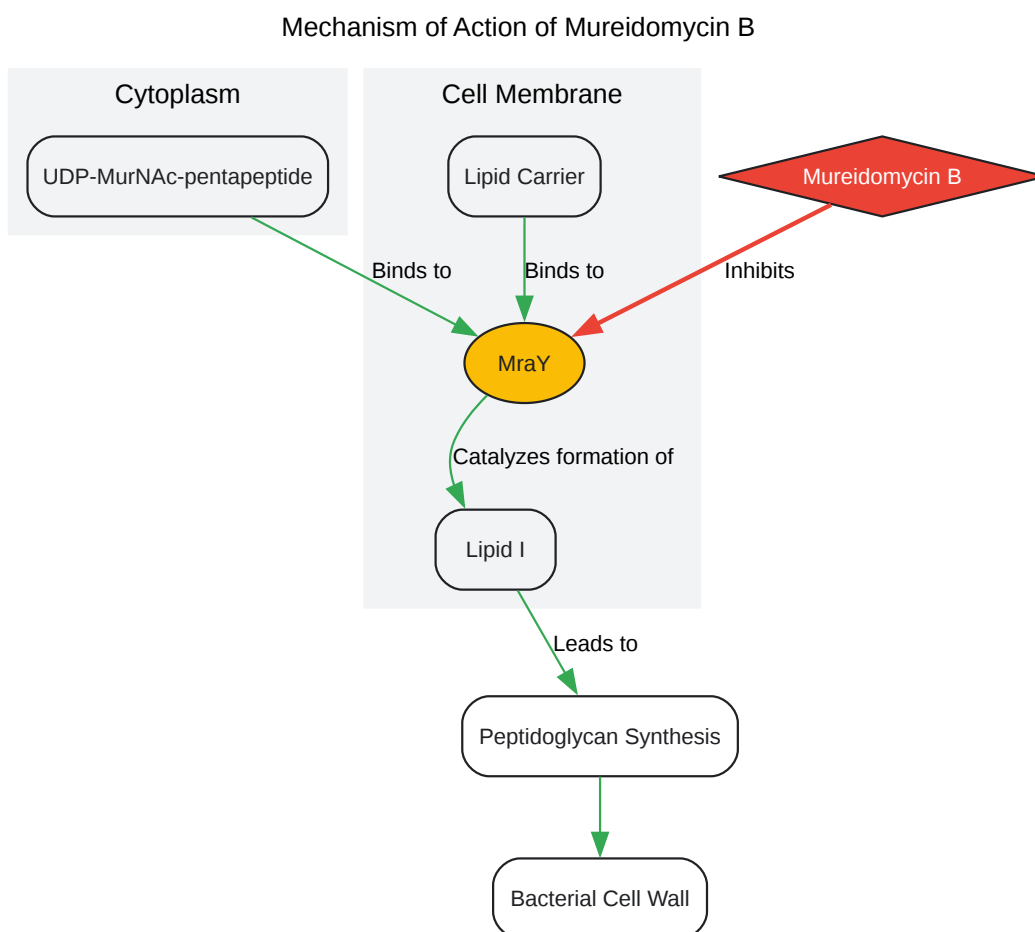 Mechanism of Action of Mureidomycin B
Cytoplasm
Cell Membrane
UDP-MurNAc-pentapeptide
Lipid Carrier
Mureidomycin B
Binds to
Binds to
Inhibits
MraY
Catalyzes formation of
Lipid I
Leads to
Peptidoglycan Synthesis
Bacterial Cell Wall